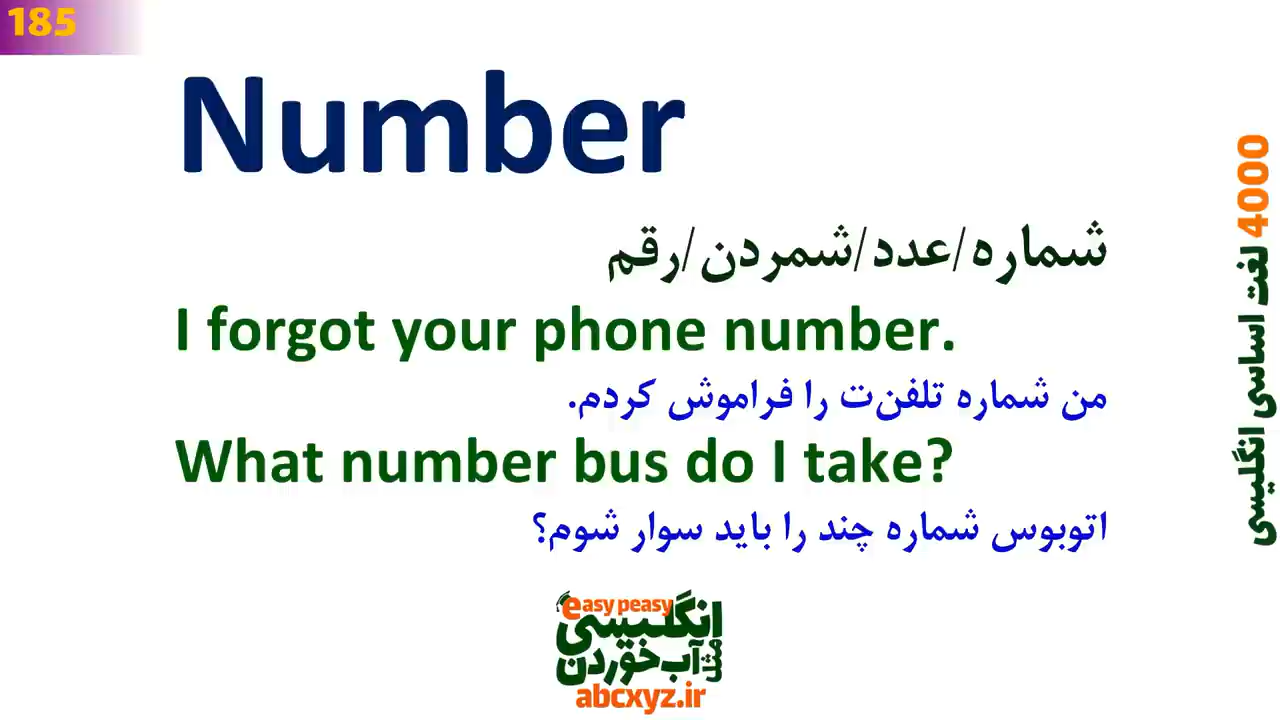 185
Number
شماره/عدد/شمردن/رقم
I forgot your phone number.
من شماره تلفن‌ت را فراموش کردم.
What number bus do I take?
اتوبوس شماره چند را باید سوار شوم؟
4000 لغت اساسی انگلیسی
easy peasy
انگلیسی
مثل آب خوردن
abcxyz.ir